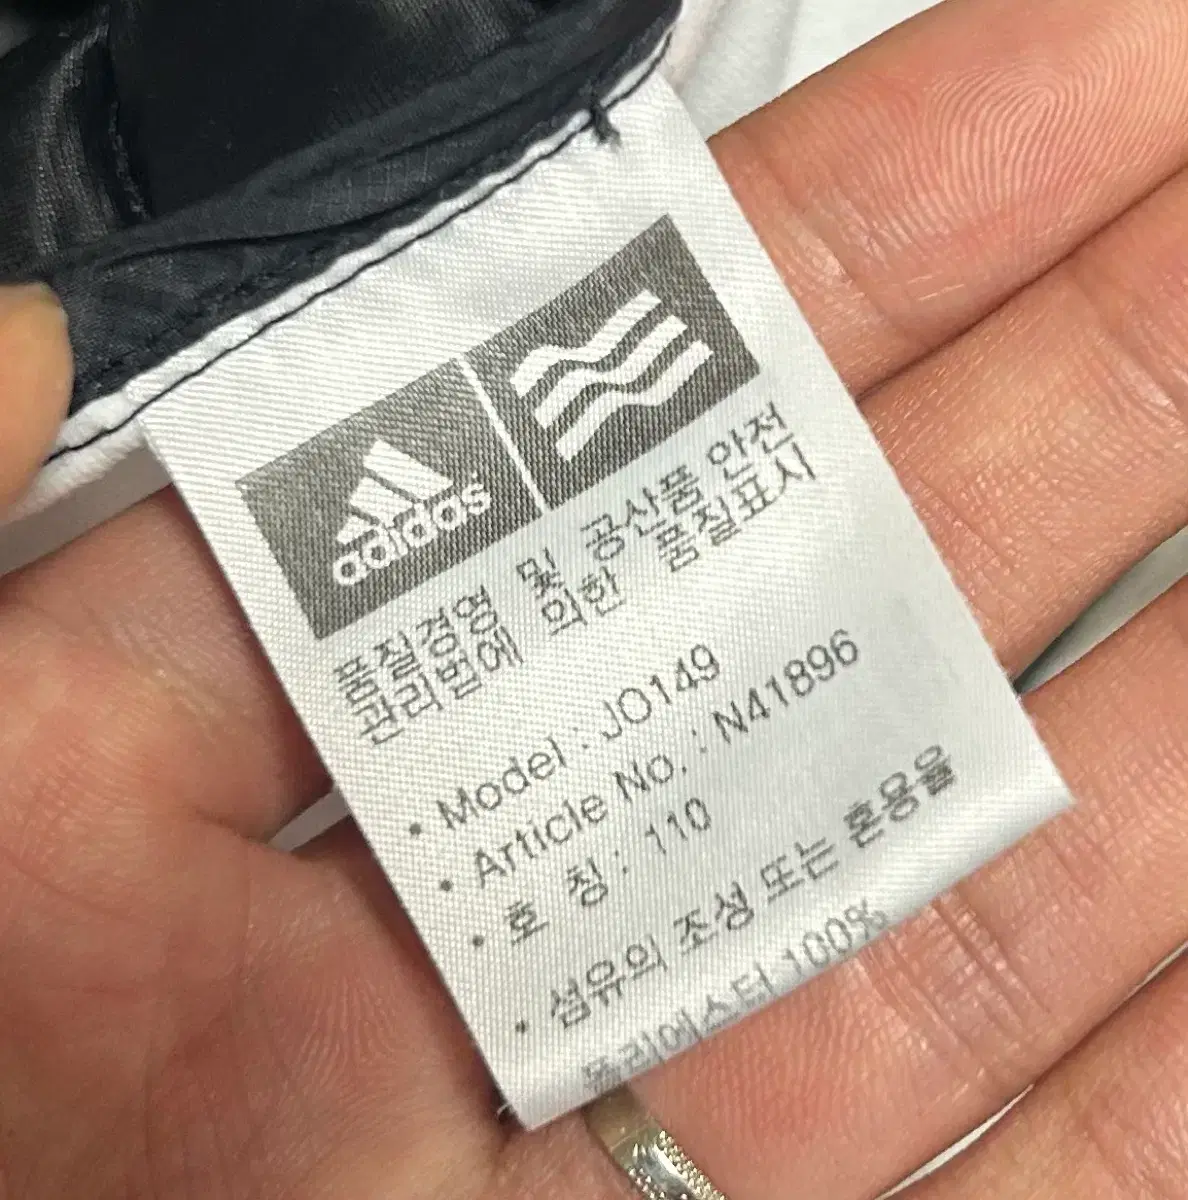 adidas
품질경영 및 공산품 안전
관리법에 의한 품질표시
• Model : JO149
• Article No. : N41896
• 호 칭 : 110
• 섬유의 조성 또는 혼용율
폴리에스터 100%